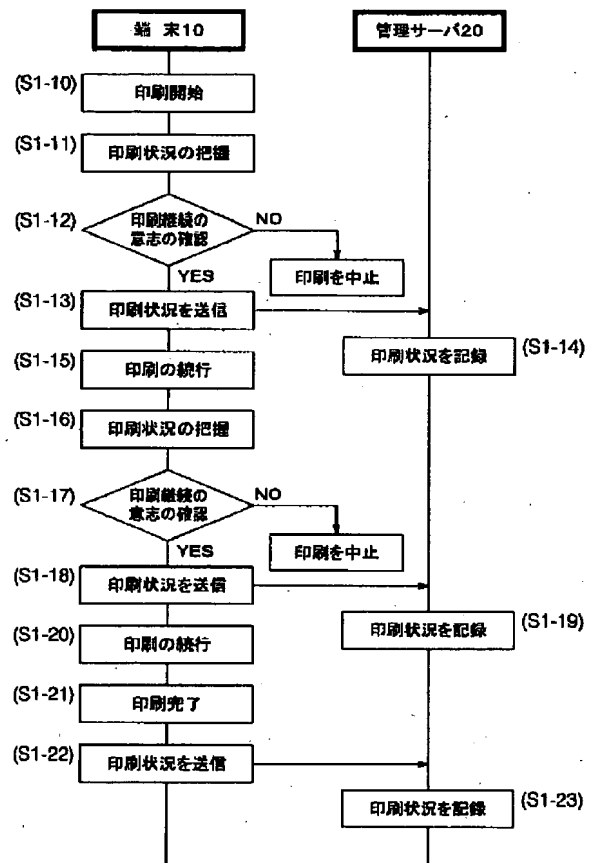 端 末10
管理サーバ20
(S1-10)
印刷開始
(S1-11)
印刷状況の把握
(S1-12)
印刷継続の
意志の確認
NO
印刷を中止
YES
(S1-13)
印刷状況を送信
印刷状況を記録
(S1-14)
(S1-15)
印刷の続行
(S1-16)
印刷状況の把握
(S1-17)
印刷継続の
意志の確認
NO
印刷を中止
YES
(S1-18)
印刷状況を送信
印刷状況を記録
(S1-19)
(S1-20)
印刷の続行
(S1-21)
印刷完了
(S1-22)
印刷状況を送信
印刷状況を記録
(S1-23)